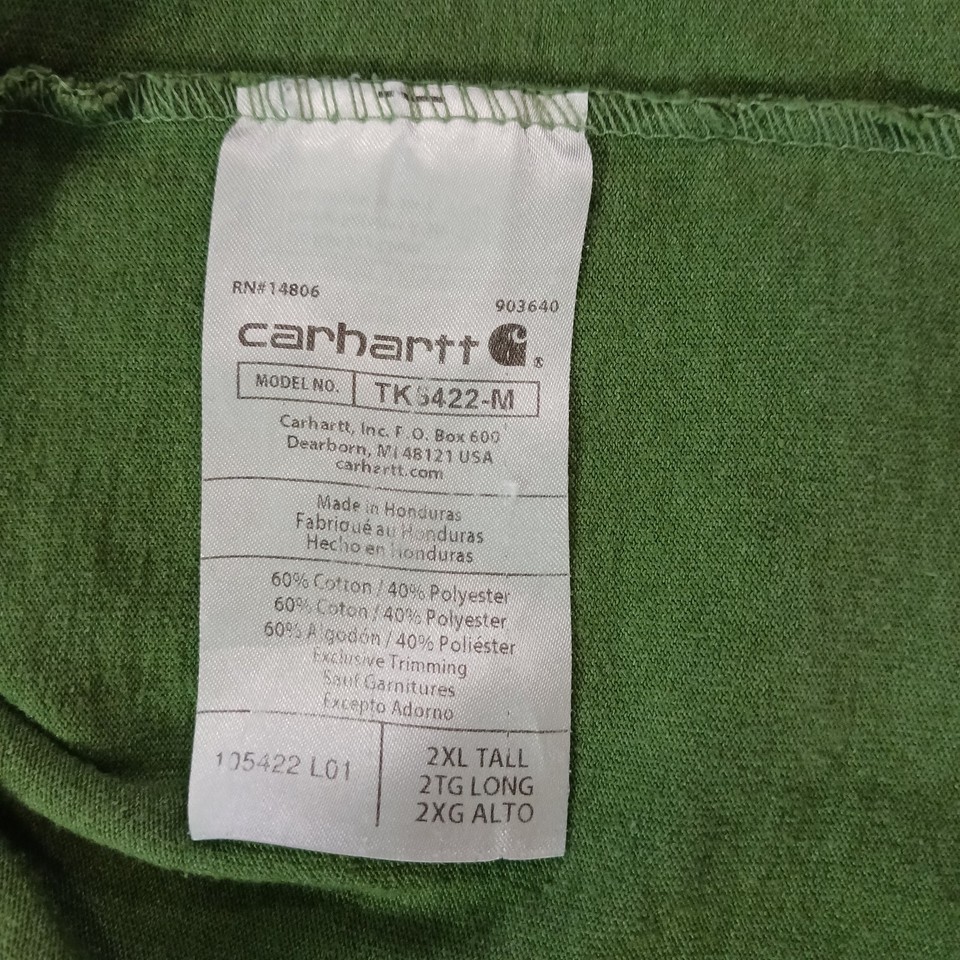 RN#14806
903640
carhartt ®
MODEL NO. TK5422-M
Carhartt, Inc. P.O. Box 600
Dearborn, MI 48121 USA
carhartt.com
Made in Honduras
Fabriqué au Honduras
Hecho en Honduras
60% Cotton / 40% Polyester
60% Coton / 40% Polyester
60% Algodón / 40% Poliéster
Exclusive Trimming
Sauf Garnitures
Excepto Adorno
105422 L01
2XL TALL
2TG LONG
2XG ALTO